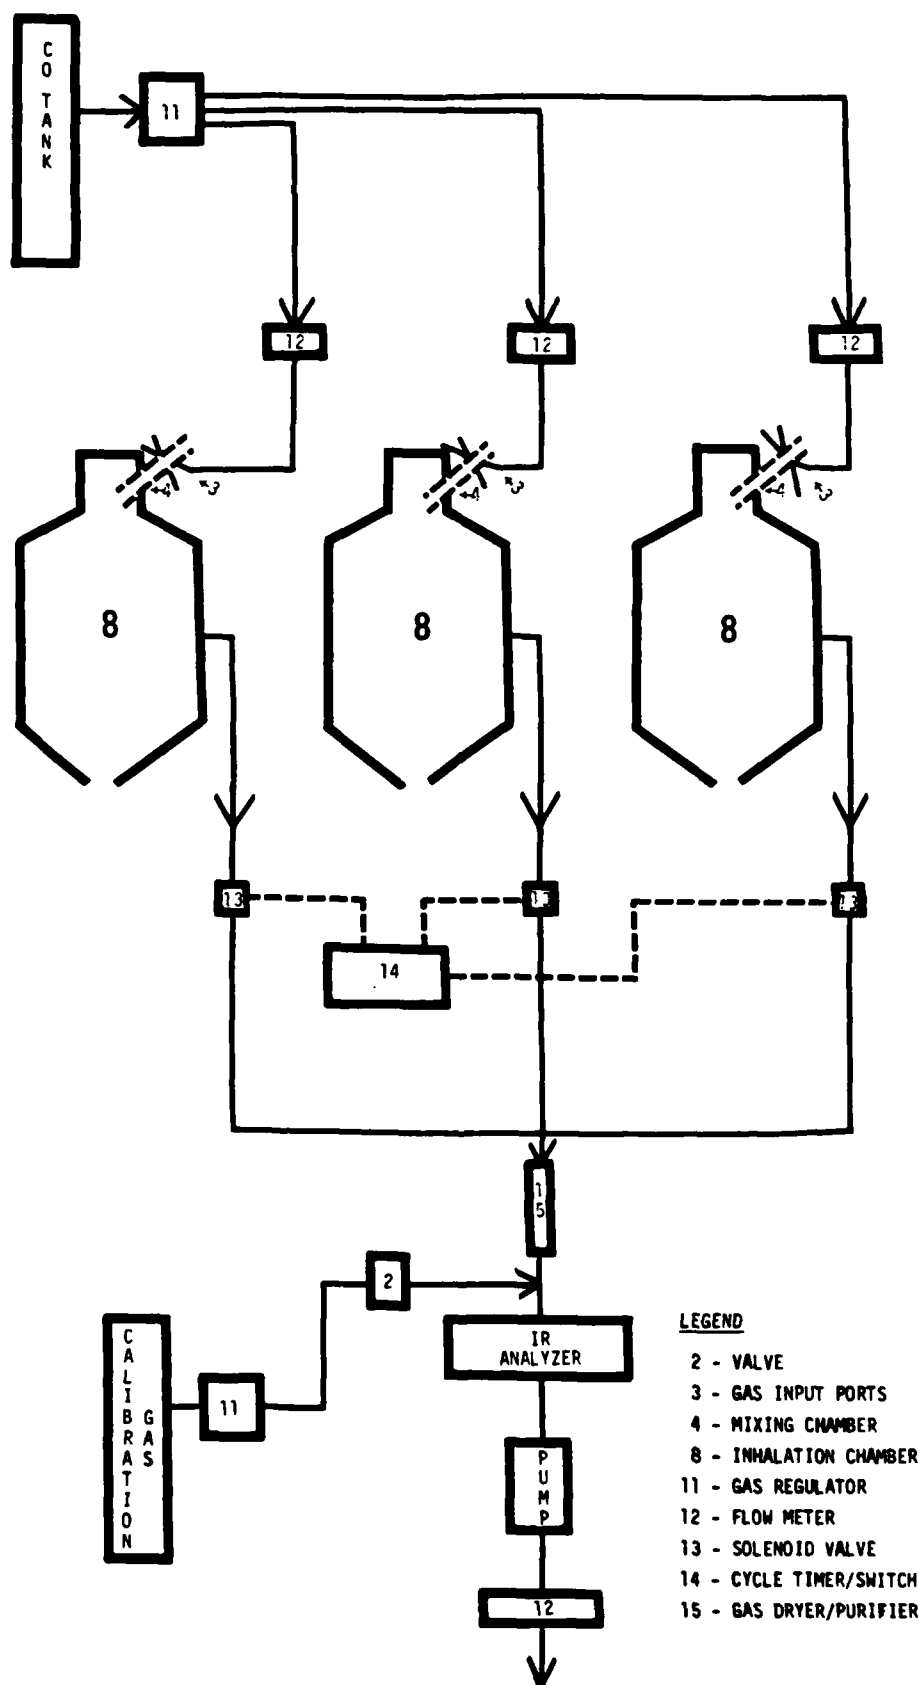 CO TANK
11
12
12
12
4
3
4
3
4
3
8
8
8
13
13
14
15
2
CALIBRATION GAS
11
IR
ANALYZER
PUMP
12
LEGEND
2 - VALVE
3 - GAS INPUT PORTS
4 - MIXING CHAMBER
8 - INHALATION CHAMBER
11 - GAS REGULATOR
12 - FLOW METER
13 - SOLENOID VALVE
14 - CYCLE TIMER/SWITCH
15 - GAS DRYER/PURIFIER